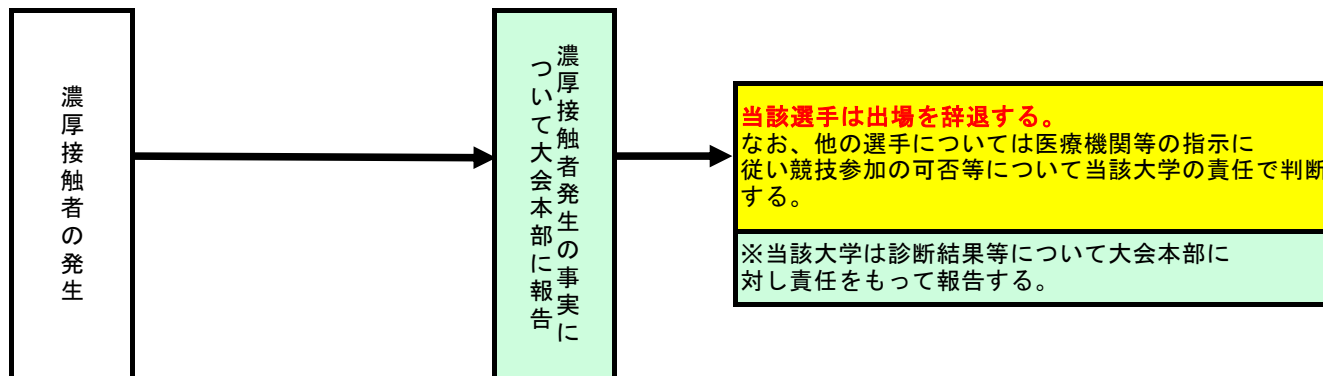 濃厚接触者の発生
濃厚接触者発生の事実に
ついて大会本部に報告
当該選手は出場を辞退する。
なお、他の選手については医療機関等の指示に
従い競技参加の可否等について当該大学の責任で判断
する。
※当該大学は診断結果等について大会本部に
対し責任をもって報告する。